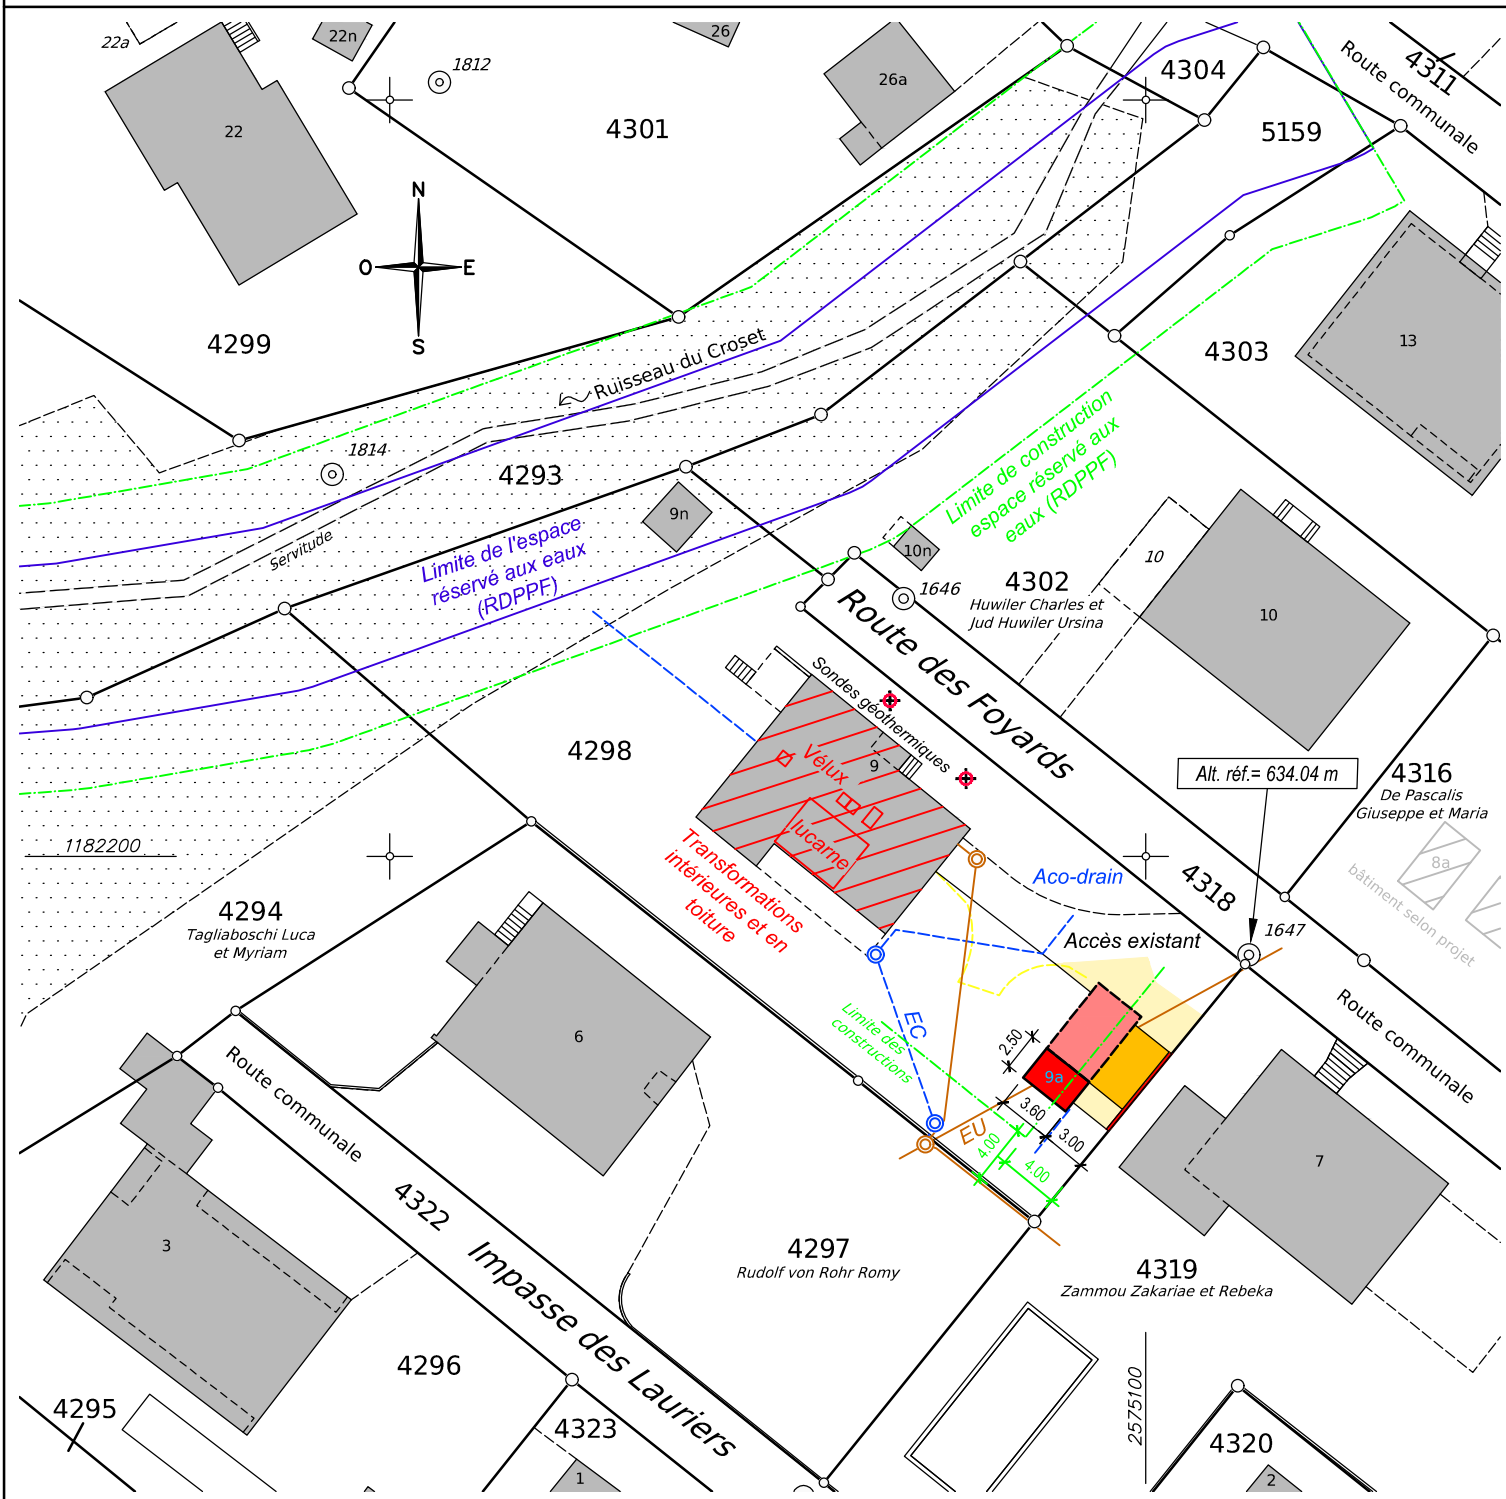 22a
22n
1812
26
26a
4304
4311
Route communale
22
4301
5159
N
O
E
S
4299
Ruisseau du Croset
4303
13
1814
4293
Servitude
9n
Limite de l'espace
réservé aux eaux
(RDPPF)
Limite de construction
espace réservé aux
eaux (RDPPF)
10n
1646
4302
Huwiler Charles et
Jud Huwiler Ursina
10
10
Route des Foyards
Sondes géothermiques
4298
Vélux
9
lucarne
Transformations
intérieures et en
toiture
Alt. réf.= 634.04 m
4316
De Pascalis
Giuseppe et Maria
8a
bâtiment selon projet
1182200
4294
Tagliaboschi Luca
et Myriam
Aco-drain
4318
1647
Accès existant
6
EC
Limite des
constructions
2.50
9a
3.60
3.00
EU
4.00
4.00
Route communale
Route communale
7
3
4322
Impasse des Lauriers
4297
Rudolf von Rohr Romy
4319
Zammou Zakariae et Rebeka
4296
4295
4323
1
2575100
4320
2